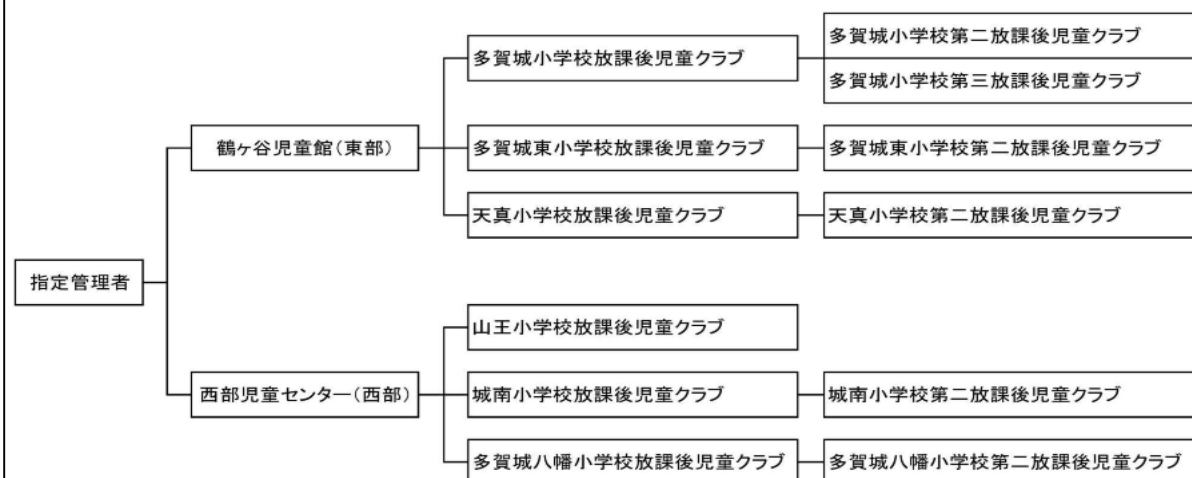 指定管理者
鶴ヶ谷児童館(東部)
多賀城小学校放課後児童クラブ
多賀城小学校第二放課後児童クラブ
多賀城小学校第三放課後児童クラブ
多賀城東小学校放課後児童クラブ
多賀城東小学校第二放課後児童クラブ
天真小学校放課後児童クラブ
天真小学校第二放課後児童クラブ
西部児童センター(西部)
山王小学校放課後児童クラブ
城南小学校放課後児童クラブ
城南小学校第二放課後児童クラブ
多賀城八幡小学校放課後児童クラブ
多賀城八幡小学校第二放課後児童クラブ